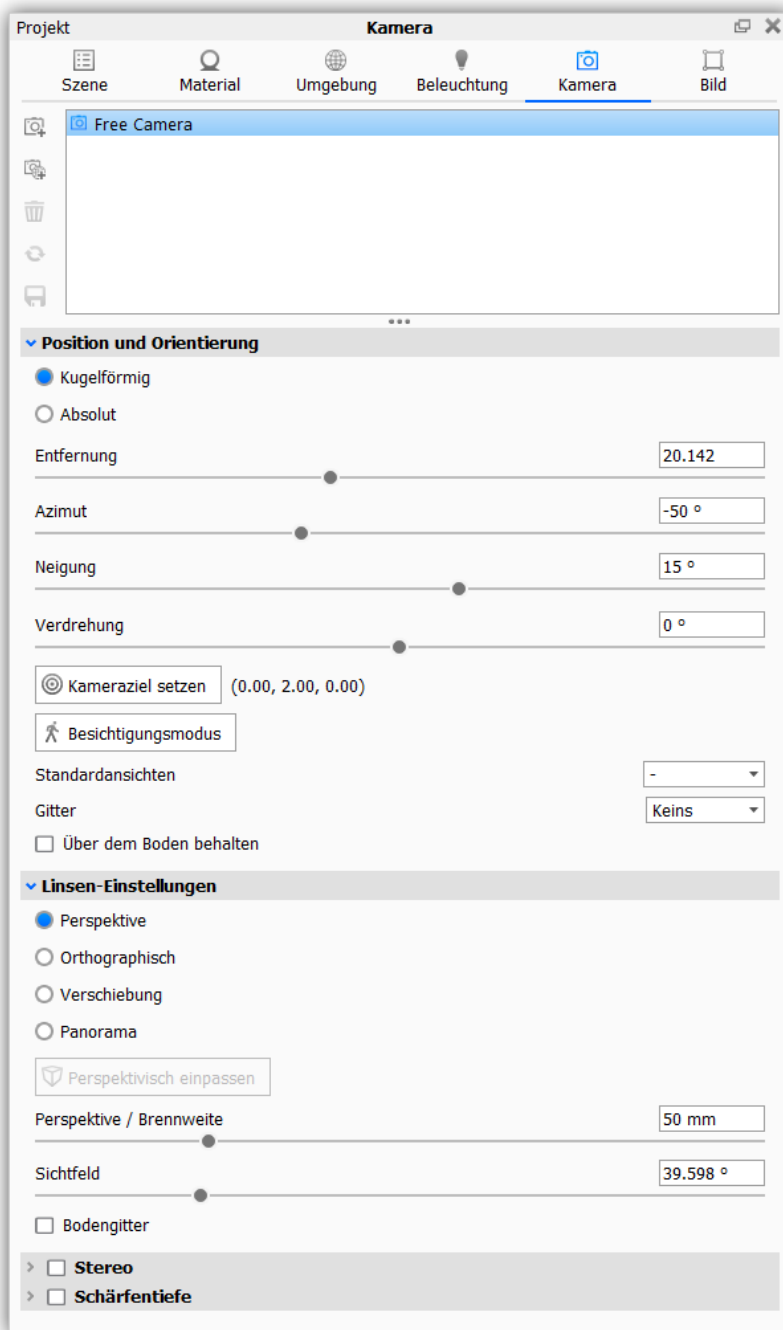 Projekt Kamera
Szene Material Umgebung Beleuchtung Kamera Bild
Free Camera
Position und Orientierung
Kugelförmig
Absolut
Entfernung 20.142
Azimut -50 °
Neigung 15 °
Verdrehung 0 °
Kameraziel setzen (0.00, 2.00, 0.00)
Besichtigungsmodus
Standardansichten -
Gitter Keins
Über dem Boden behalten
Linsen-Einstellungen
Perspektive
Orthographisch
Verschiebung
Panorama
Perspektivisch einpassen
Perspektive / Brennweite 50 mm
Sichtfeld 39.598 °
Bodengitter
Stereo
Schärfentiefe